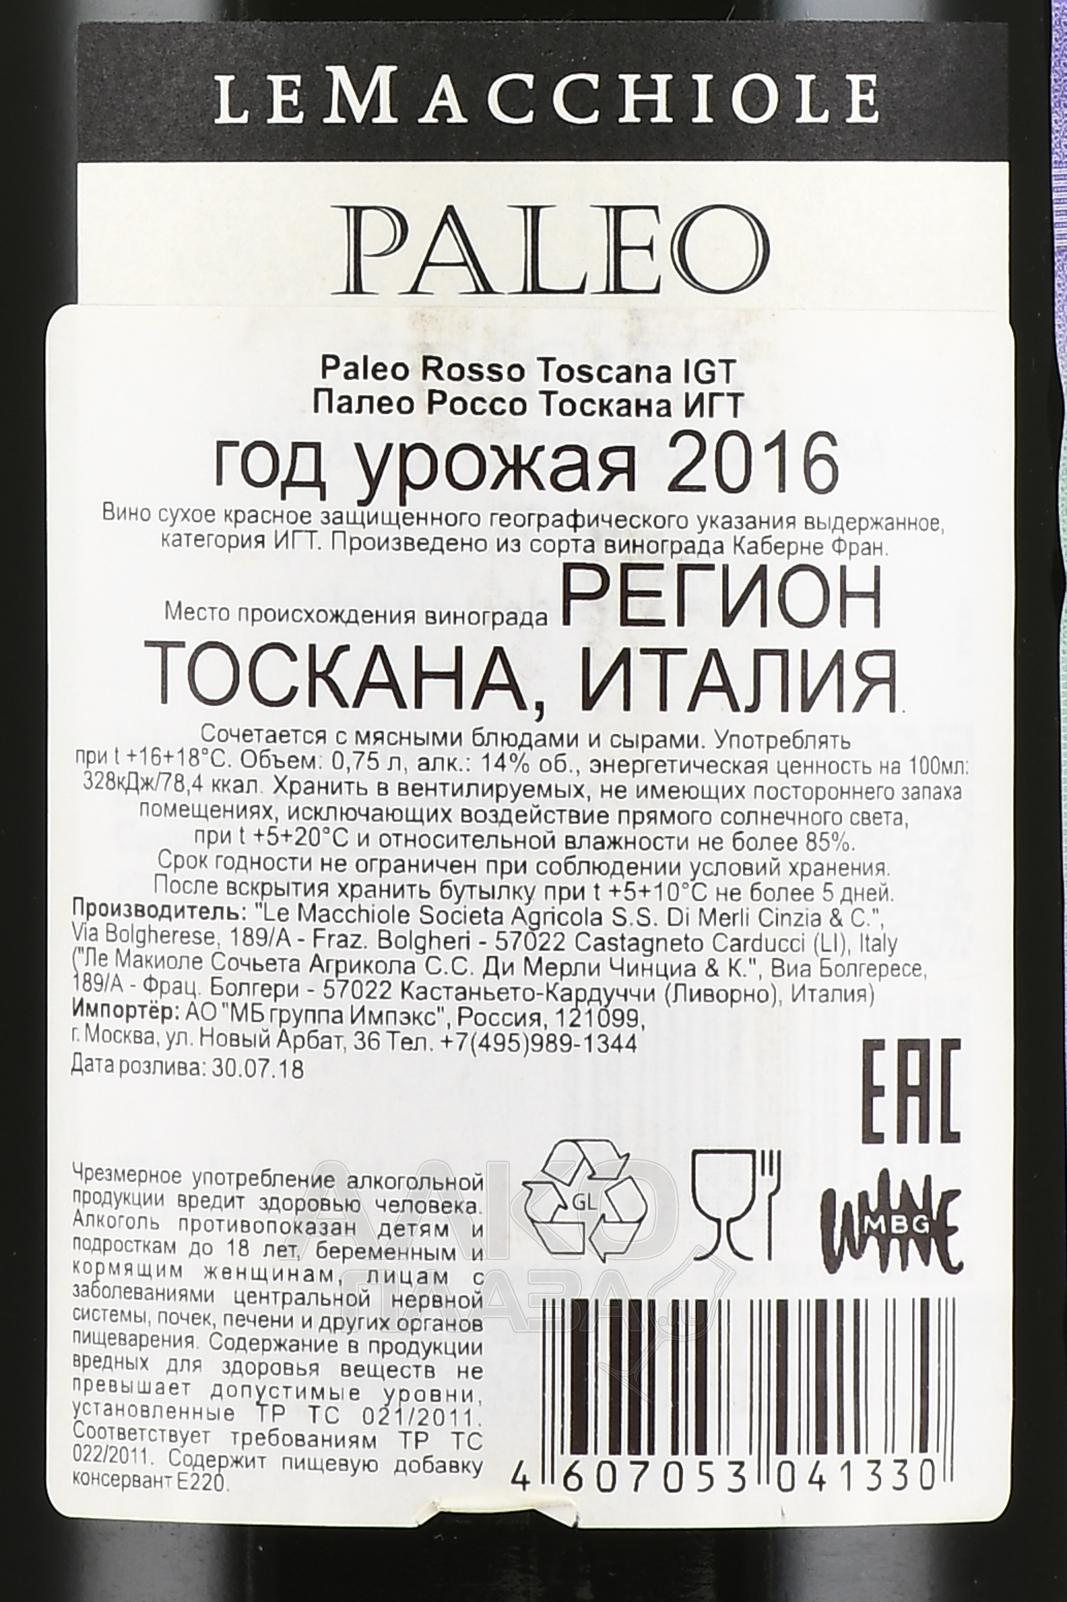 LEMACCHIOLE
PALEO
Paleo Rosso Toscana IGT
Палео Россо Тоскана ИГТ
год урожая 2016
Вино сухое красное защищенного географического указания выдержанное,
категория ИГТ. Произведено из сорта винограда Каберне Фран.
Место происхождения винограда РЕГИОН
ТОСКАНА, ИТАЛИЯ.
Сочетается с мясными блюдами и сырами. Употреблять
при t +16+18°C. Объем: 0,75 л, алк.: 14% об., энергетическая ценность на 100мл:
328кДж/78,4 ккал. Хранить в вентилируемых, не имеющих постороннего запаха
помещениях, исключающих воздействие прямого солнечного света,
при t +5+20°C и относительной влажности не более 85%.
Срок годности не ограничен при соблюдении условий хранения.
После вскрытия хранить бутылку при t +5+10°C не более 5 дней.
Производитель: "Le Macchiole Societa Agricola S.S. Di Merli Cinzia & C.",
Via Bolgherese, 189/A - Fraz. Bolgheri - 57022 Castagneto Carducci (LI), Italy
("Ле Макиоле Сочьета Агрикола С.С. Ди Мерли Чинциа & К.", Виа Болгересе,
189/А - Фрац. Болгери - 57022 Кастаньето-Кардуччи (Ливорно), Италия)
Импортёр: АО "МБ группа Импэкс", Россия, 121099,
г. Москва, ул. Новый Арбат, 36 Тел. +7(495)989-1344
Дата розлива: 30.07.18
EAC
Чрезмерное употребление алкогольной
продукции вредит здоровью человека.
Алкоголь противопоказан детям и
подросткам до 18 лет, беременным и
кормящим женщинам, лицам с
заболеваниями центральной нервной
системы, почек, печени и других органов
пищеварения. Содержание в продукции
вредных для здоровья веществ не
превышает допустимые уровни,
установленные ТР ТС 021/2011.
Соответствует требованиям ТР ТС
022/2011. Содержит пищевую добавку
консервант Е220.
GL
WINE
MBG
АЛКО
ПЛАЗА
4 607053 041330